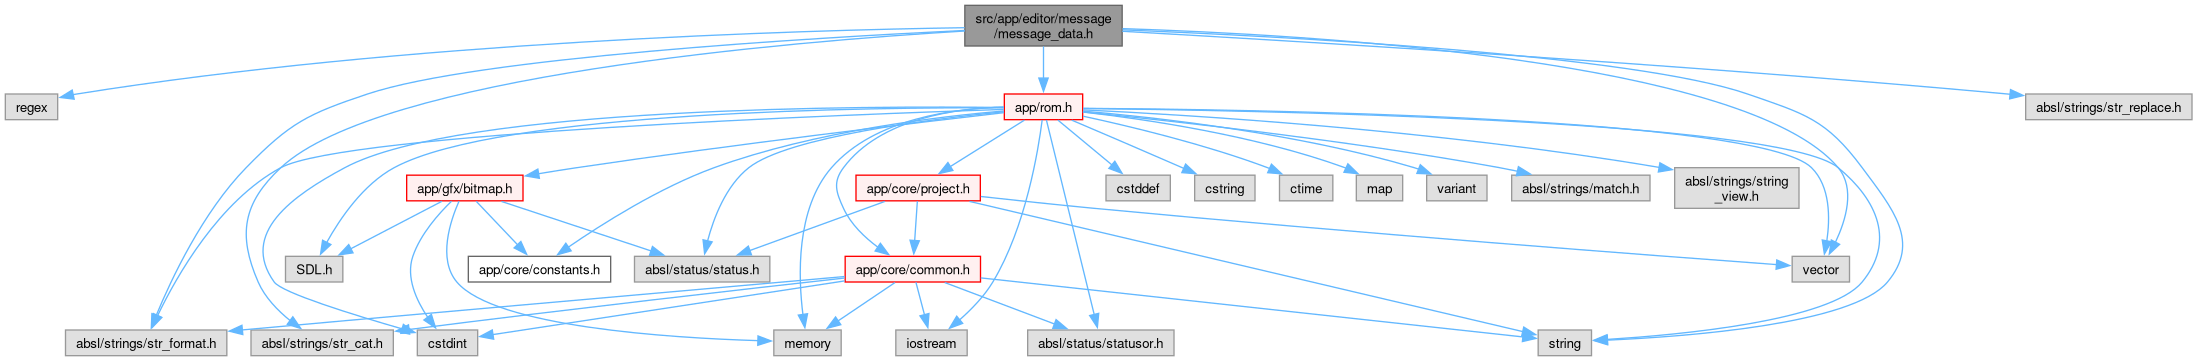 src/app/editor/message
/message_data.h
regex
app/rom.h
absl/strings/str_replace.h
app/gfx/bitmap.h
app/core/project.h
cstddef
cstring
ctime
map
variant
absl/strings/match.h
absl/strings/string
_view.h
SDL.h
app/core/constants.h
absl/status/status.h
app/core/common.h
vector
absl/strings/str_format.h
absl/strings/str_cat.h
cstdint
memory
iostream
absl/status/statusor.h
string